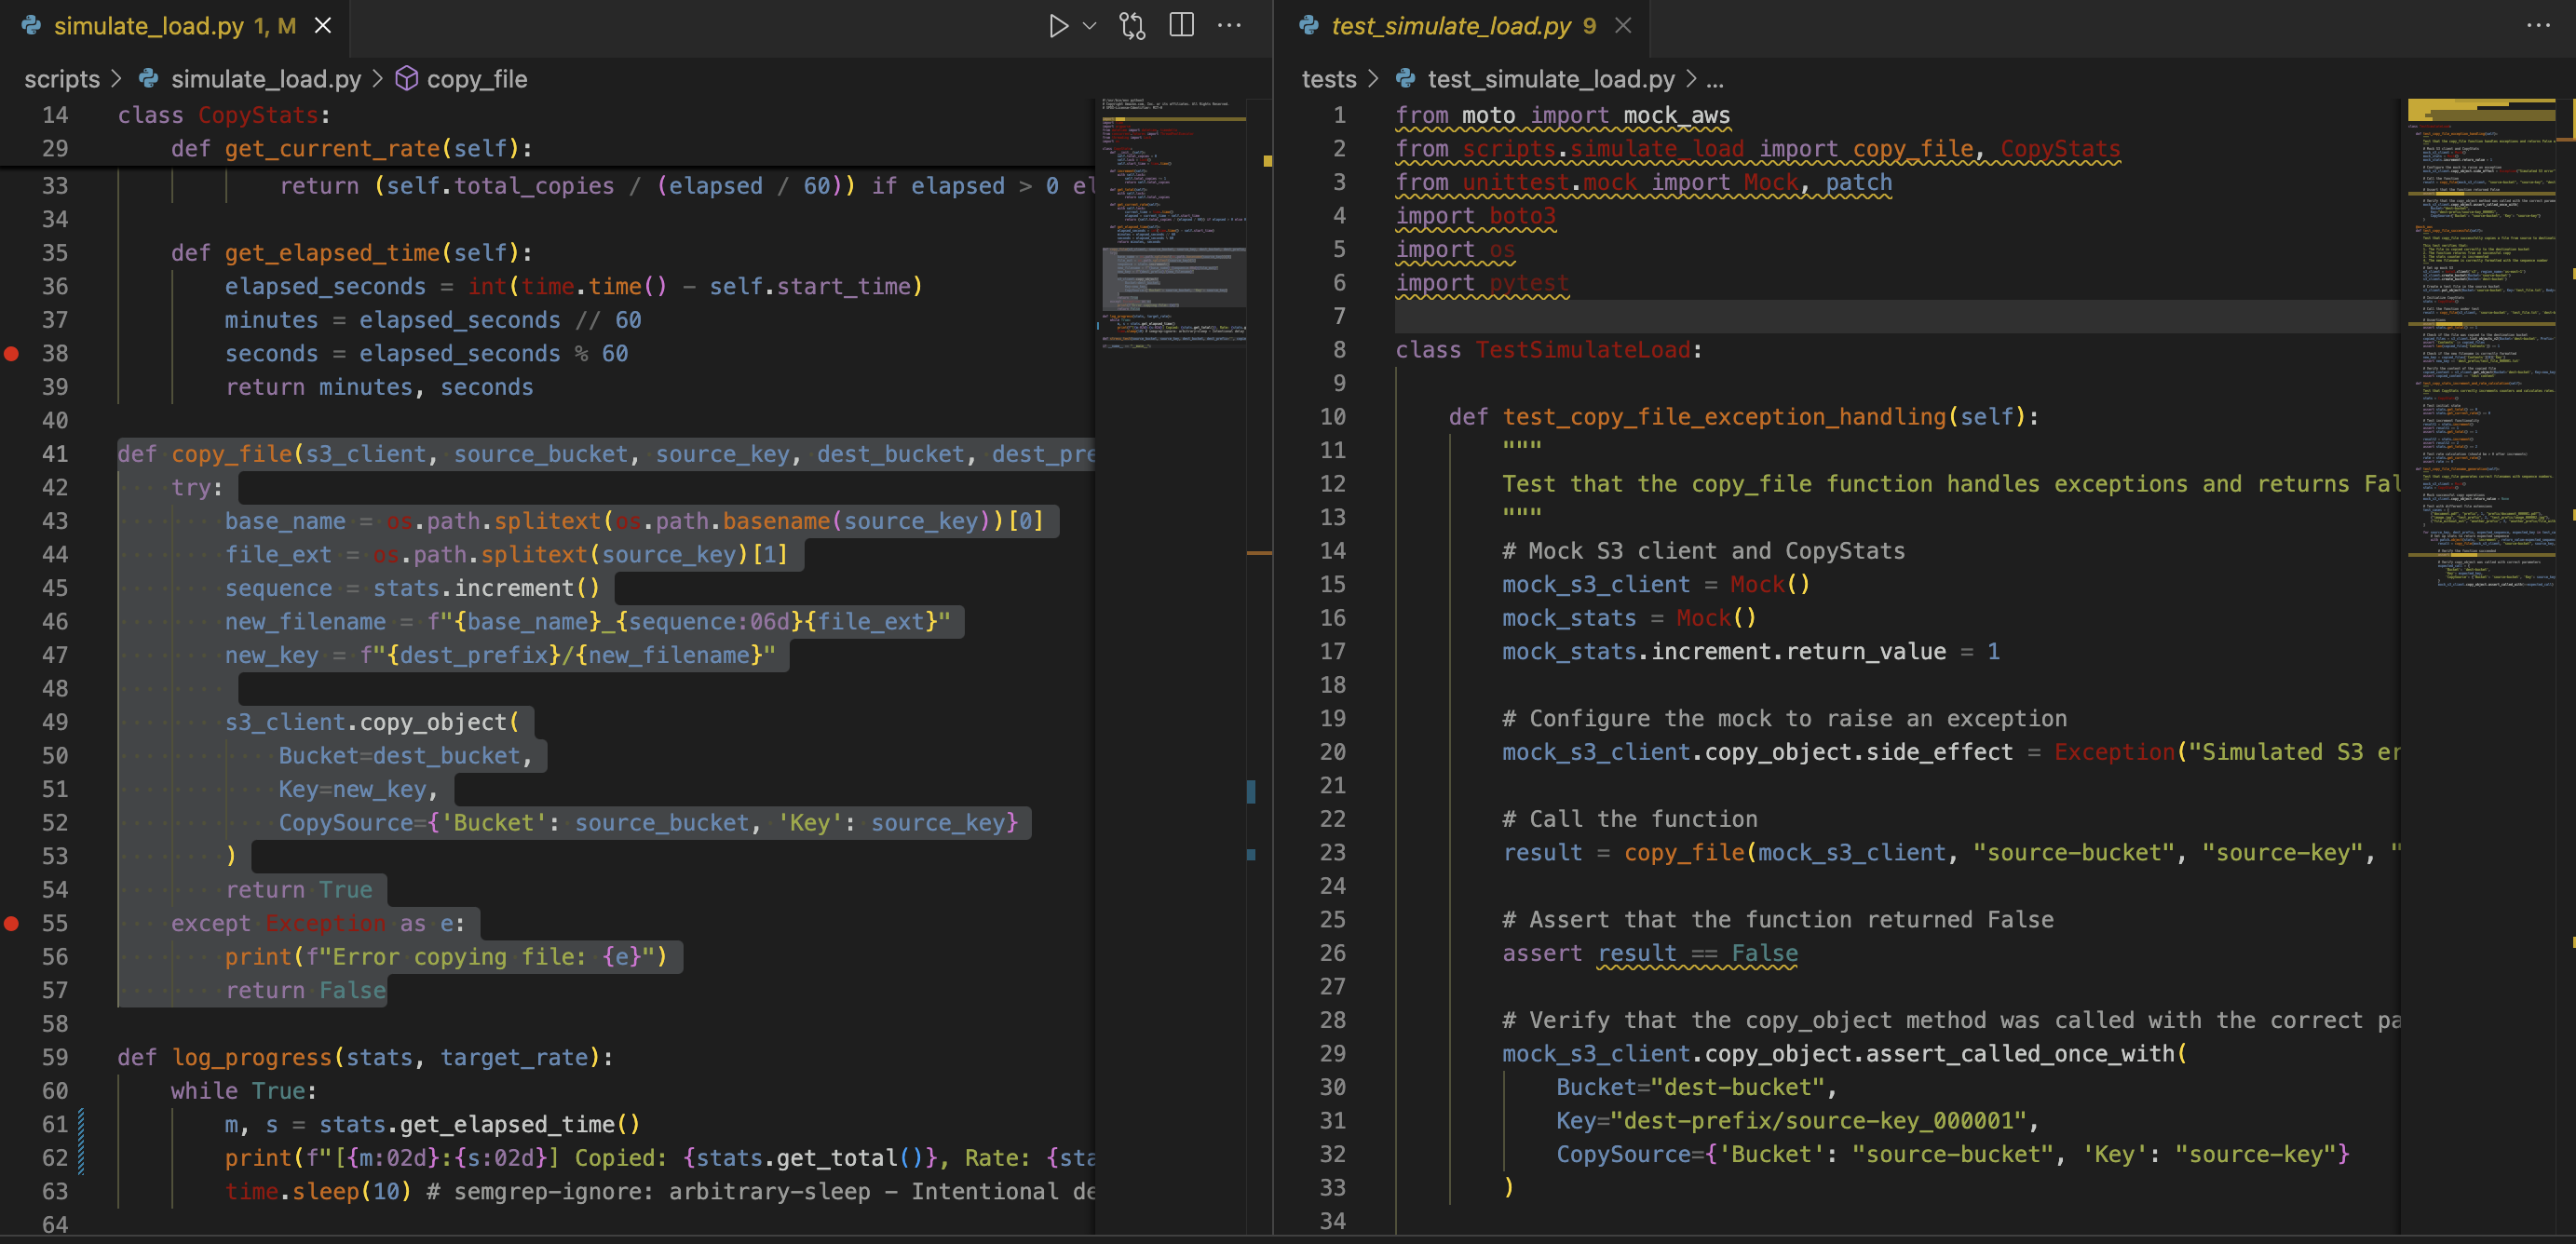 simulate_load.py 1, M
scripts > simulate_load.py > copy_file
14 class CopyStats:
29 def get_current_rate(self):
33 return (self.total_copies / (elapsed / 60)) if elapsed > 0 el
34
35 def get_elapsed_time(self):
36 elapsed_seconds = int(time.time() - self.start_time)
37 minutes = elapsed_seconds // 60
38 seconds = elapsed_seconds % 60
39 return minutes, seconds
40
41 def copy_file(s3_client, source_bucket, source_key, dest_bucket, dest_pre
42 try:
43 base_name = os.path.splitext(os.path.basename(source_key))[0]
44 file_ext = os.path.splitext(source_key)[1]
45 sequence = stats.increment()
46 new_filename = f"{base_name}_{sequence:06d}{file_ext}"
47 new_key = f"{dest_prefix}/{new_filename}"
48
49 s3_client.copy_object(
50 Bucket=dest_bucket,
51 Key=new_key,
52 CopySource={'Bucket': source_bucket, 'Key': source_key}
53 )
54 return True
55 except Exception as e:
56 print(f"Error copying file: {e}")
57 return False
58
59 def log_progress(stats, target_rate):
60 while True:
61 m, s = stats.get_elapsed_time()
62 print(f"[{m:02d}:{s:02d}] Copied: {stats.get_total()}, Rate: {sta
63 time.sleep(10) # semgrep-ignore: arbitrary-sleep - Intentional de
64
test_simulate_load.py 9
tests > test_simulate_load.py > ...
1 from moto import mock_aws
2 from scripts.simulate_load import copy_file, CopyStats
3 from unittest.mock import Mock, patch
4 import boto3
5 import os
6 import pytest
7
8 class TestSimulateLoad:
9
10 def test_copy_file_exception_handling(self):
11 """
12 Test that the copy_file function handles exceptions and returns Fal
13 """
14 # Mock S3 client and CopyStats
15 mock_s3_client = Mock()
16 mock_stats = Mock()
17 mock_stats.increment.return_value = 1
18
19 # Configure the mock to raise an exception
20 mock_s3_client.copy_object.side_effect = Exception("Simulated S3 er
21
22 # Call the function
23 result = copy_file(mock_s3_client, "source-bucket", "source-key", "
24
25 # Assert that the function returned False
26 assert result == False
27
28 # Verify that the copy_object method was called with the correct pa
29 mock_s3_client.copy_object.assert_called_once_with(
30 Bucket="dest-bucket",
31 Key="dest-prefix/source-key_000001",
32 CopySource={'Bucket': "source-bucket", 'Key': "source-key"}
33 )
34